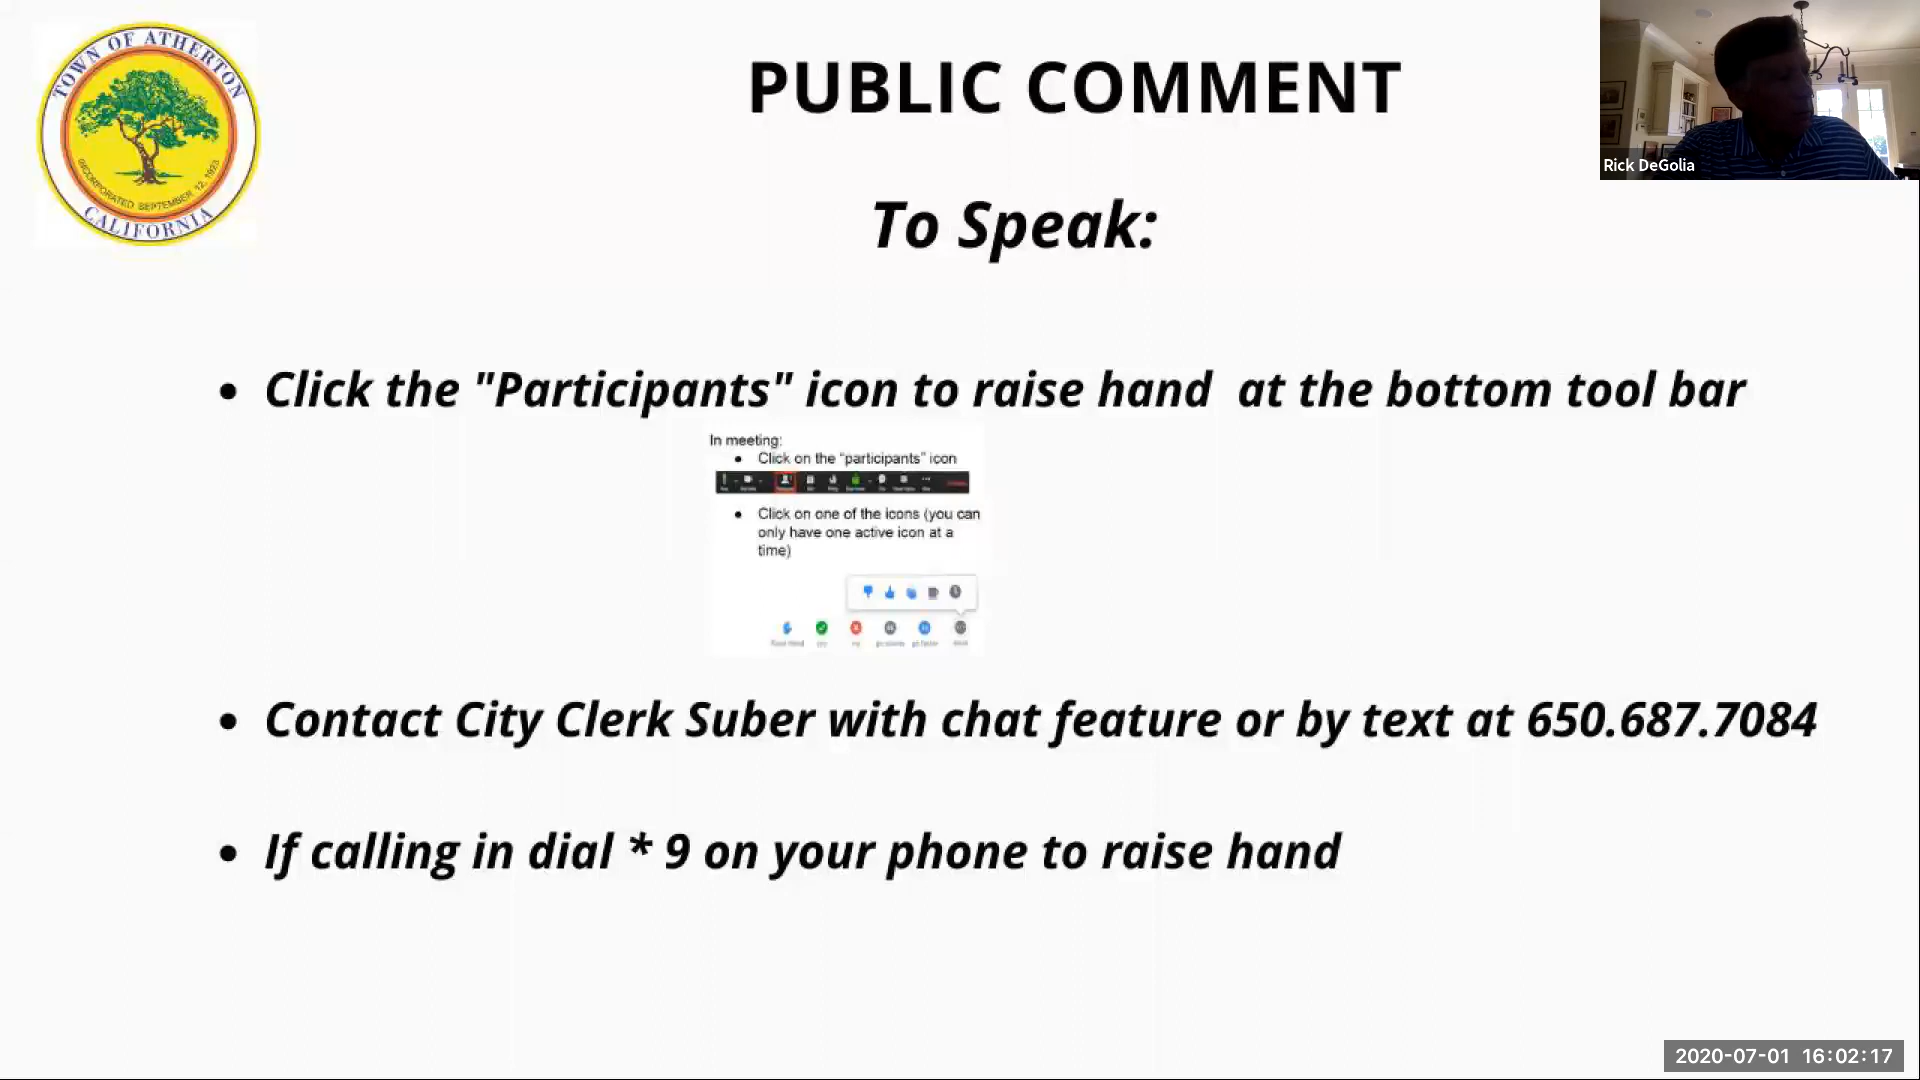 TOWN OF ATHERTON
INCORPORATED SEPTEMBER 12, 1923
CALIFORNIA
PUBLIC COMMENT
Rick DeGolia
To Speak:
• Click the "Participants" icon to raise hand at the bottom tool bar
In meeting:
• Click on the "participants" icon
• Click on one of the icons (you can
only have one active icon at a
time)
• Contact City Clerk Suber with chat feature or by text at 650.687.7084
• If calling in dial * 9 on your phone to raise hand
2020-07-01 16:02:17